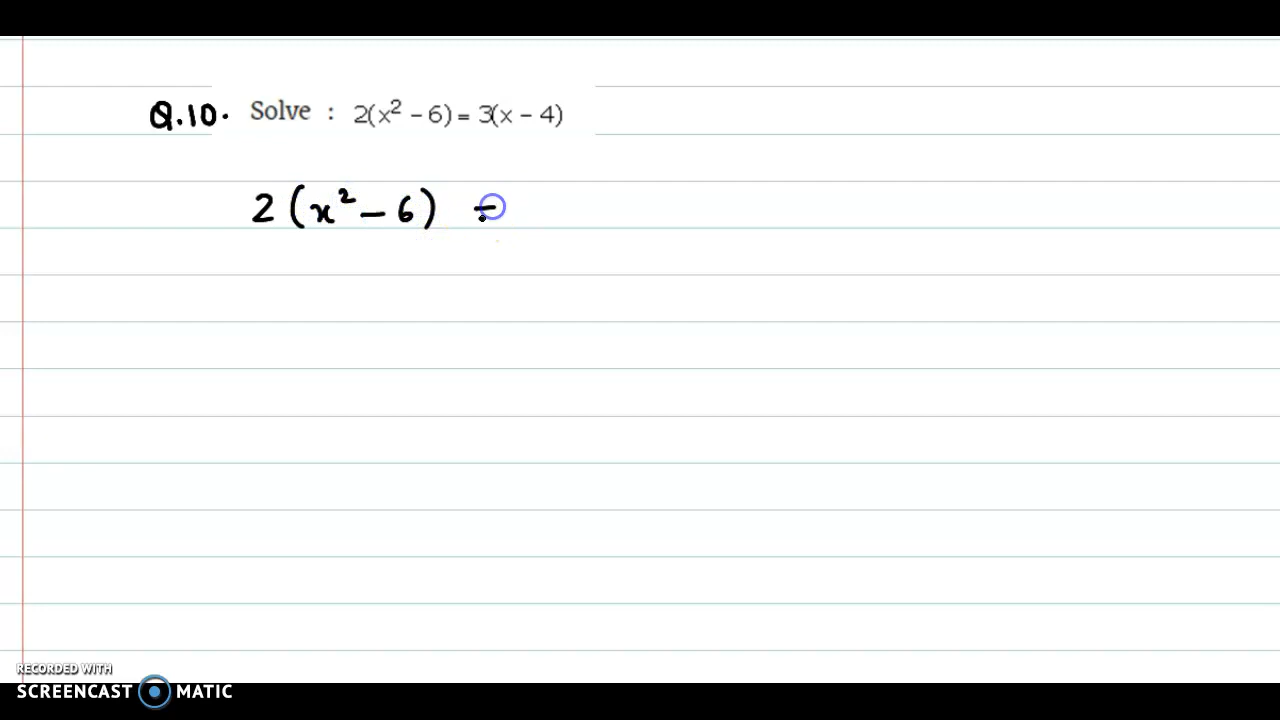 Q.10. Solve : 2(x² – 6) = 3(x – 4)
2 (x² – 6) =
RECORDED WITH
SCREENCAST MATIC